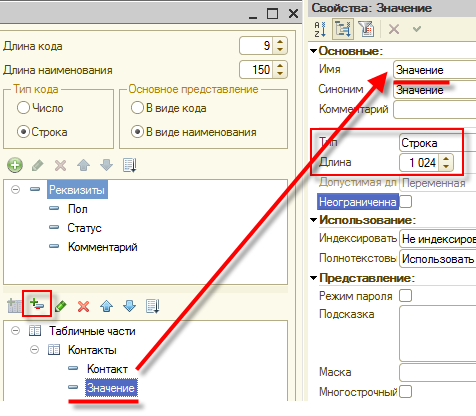 Длина кода 9
Длина наименования 150
Тип кода
Число
Строка
Основное представление
В виде кода
В виде наименования
Реквизиты
Пол
Статус
Комментарий
Табличные части
Контакты
Контакт
Значение
Свойства: Значение
Основные:
Имя Значение
Синоним Значение
Комментарий
Тип Строка
Длина 1 024
Допустимая дл Переменная
Неограниченна
Использование:
Индексировать Не индексиров
Полнотекстовы Использовать
Представление:
Режим пароля
Подсказка
Маска
Многострочный